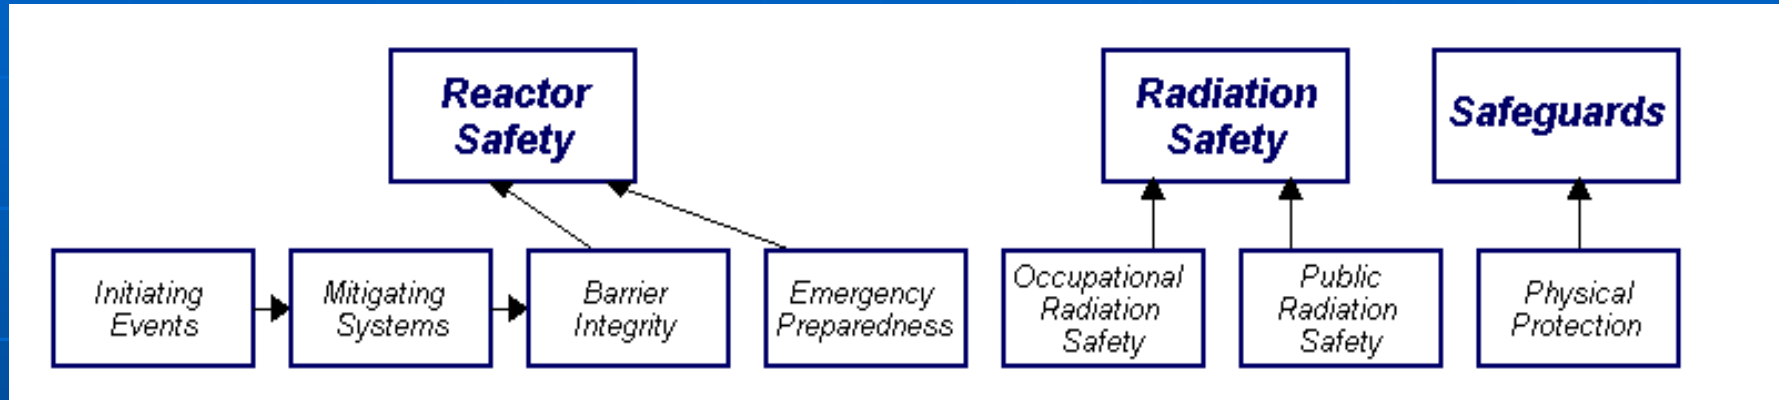 Reactor
Safety
Radiation
Safety
Safeguards
Initiating
Events
Mitigating
Systems
Barrier
Integrity
Emergency
Preparedness
Occupational
Radiation
Safety
Public
Radiation
Safety
Physical
Protection